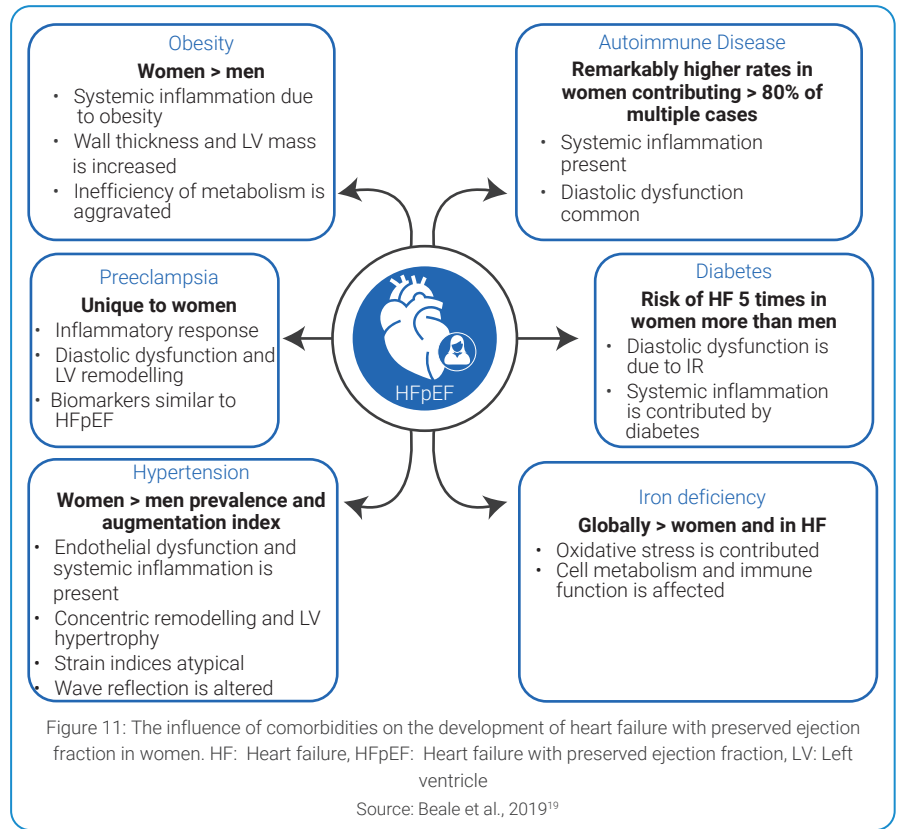 Obesity
Women > men
• Systemic inflammation due
to obesity
• Wall thickness and LV mass
is increased
• Inefficiency of metabolism is
aggravated
Autoimmune Disease
Remarkably higher rates in
women contributing > 80% of
multiple cases
• Systemic inflammation
present
• Diastolic dysfunction
common
Preeclampsia
Unique to women
• Inflammatory response
• Diastolic dysfunction and
LV remodelling
• Biomarkers similar to
HFpEF
HFpEF
Diabetes
Risk of HF 5 times in
women more than men
• Diastolic dysfunction is
due to IR
• Systemic inflammation
is contributed by
diabetes
Hypertension
Women > men prevalence and
augmentation index
• Endothelial dysfunction and
systemic inflammation is
present
• Concentric remodelling and LV
hypertrophy
• Strain indices atypical
• Wave reflection is altered
Iron deficiency
Globally > women and in HF
• Oxidative stress is contributed
• Cell metabolism and immune
function is affected
Figure 11: The influence of comorbidities on the development of heart failure with preserved ejection
fraction in women. HF: Heart failure, HFpEF: Heart failure with preserved ejection fraction, LV: Left
ventricle
Source: Beale et al., 2019¹⁹